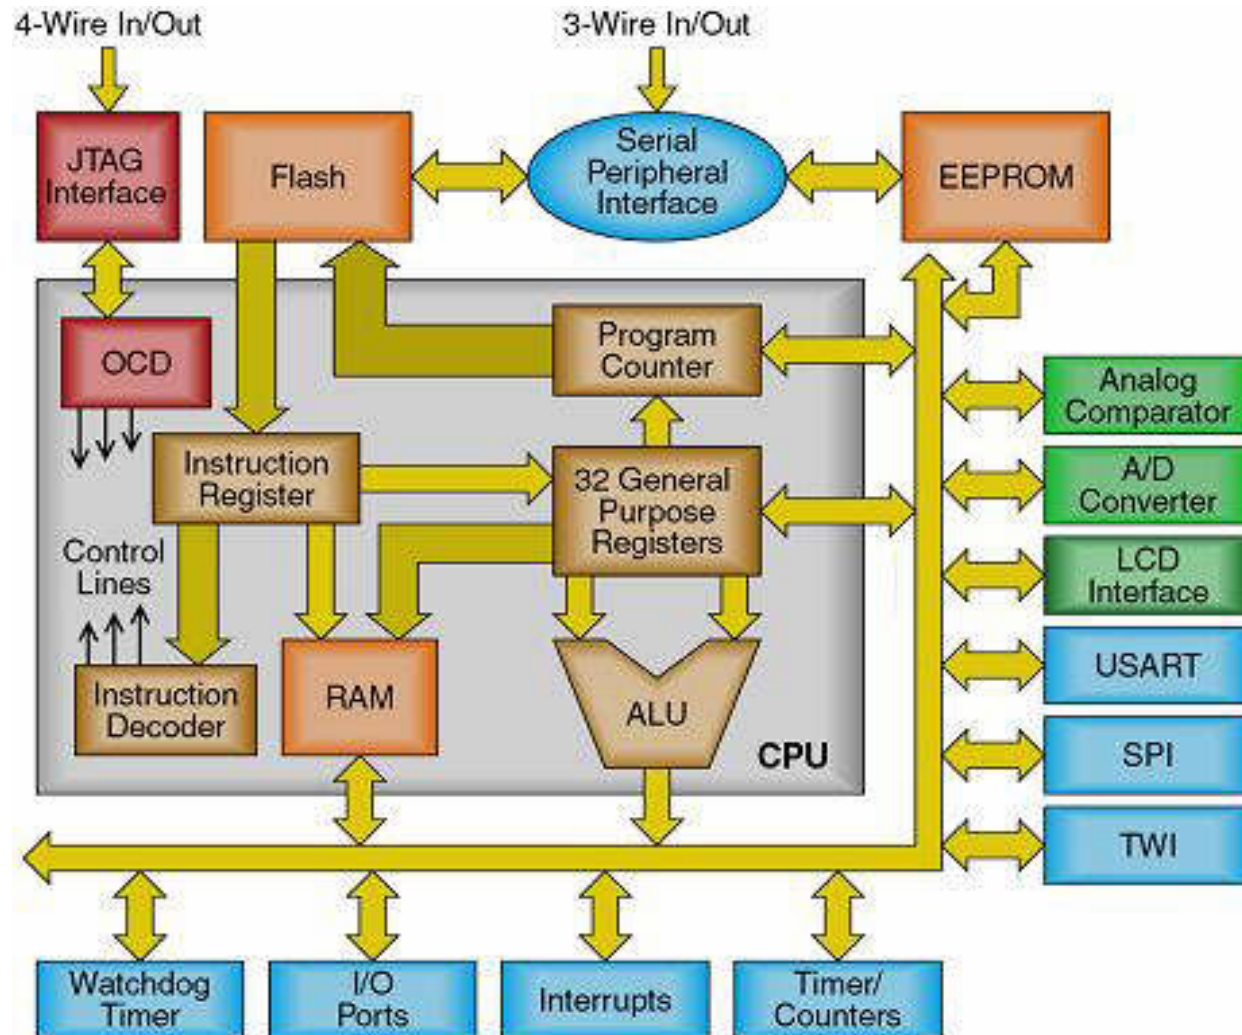 4-Wire In/Out
3-Wire In/Out
JTAG
Interface
Flash
Serial
Peripheral
Interface
EEPROM
OCD
Program
Counter
Analog
Comparator
Instruction
Register
32 General
Purpose
Registers
A/D
Converter
Control
Lines
LCD
Interface
Instruction
Decoder
RAM
ALU
CPU
USART
SPI
TWI
Watchdog
Timer
I/O
Ports
Interrupts
Timer/
Counters